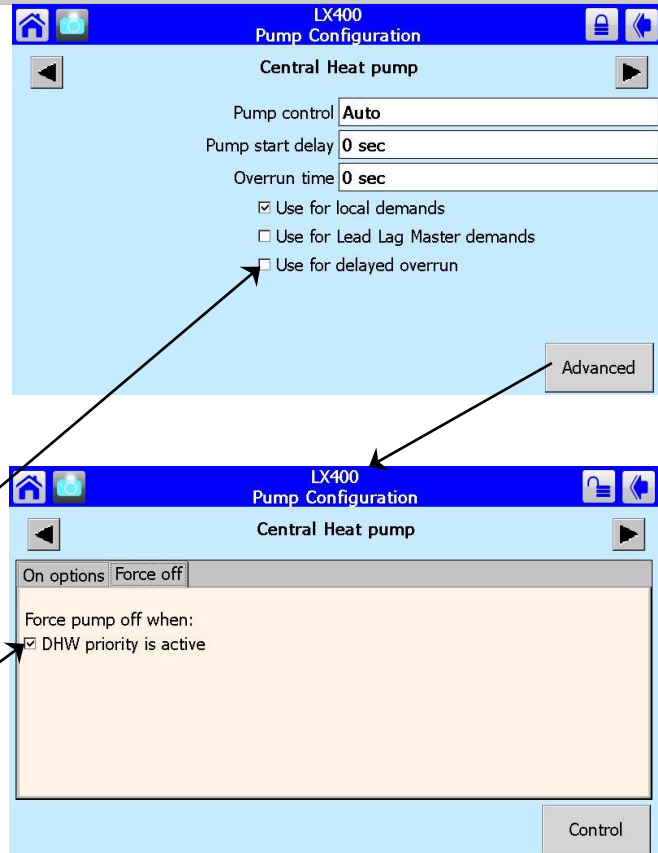 LX400
Pump Configuration
Central Heat pump
Pump control Auto
Pump start delay 0 sec
Overrun time 0 sec
Use for local demands
Use for Lead Lag Master demands
Use for delayed overrun
Advanced
LX400
Pump Configuration
Central Heat pump
On options Force off
Force pump off when:
DHW priority is active
Control